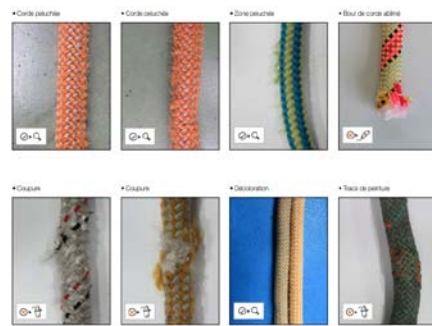 • Corde peluchée
• Corde peluchée
• Zone peluchée
• Bout de corde abîmé
• Coupure
• Coupure
• Décoloration
• Trace de peinture